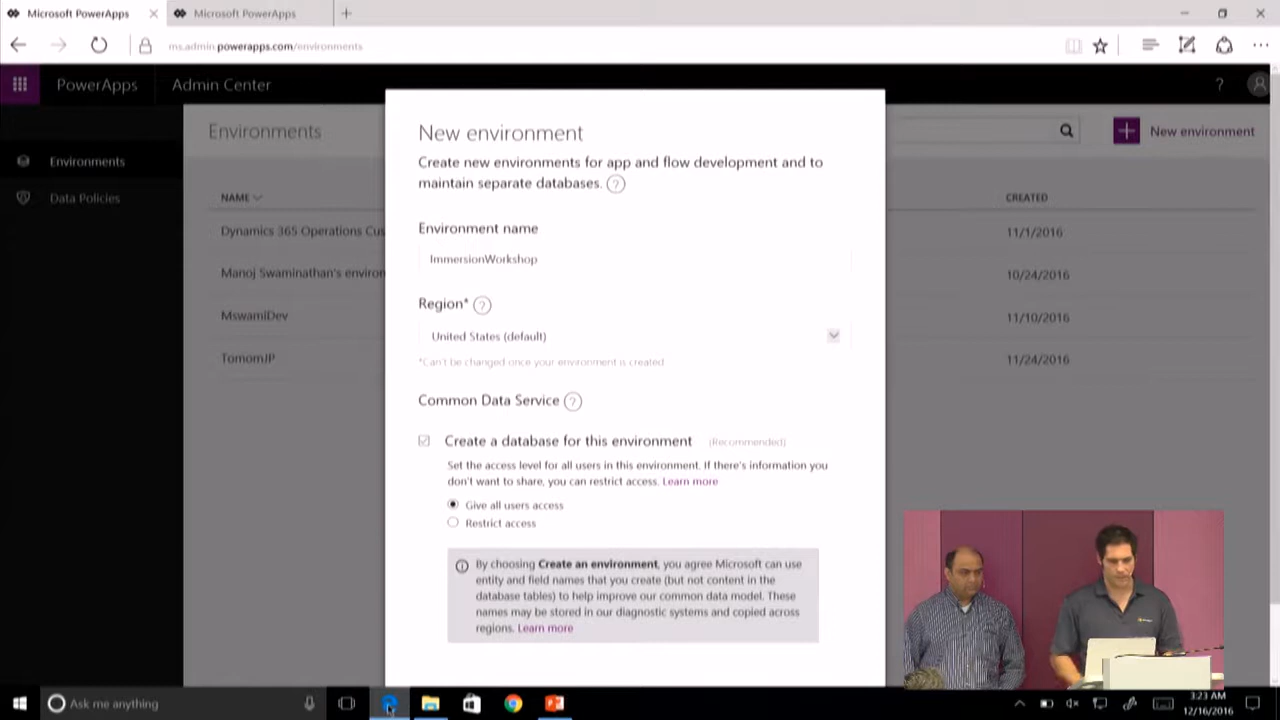 Microsoft PowerApps
Microsoft PowerApps
ms.admin.powerapps.com/environments
PowerApps
Admin Center
?
Environments
Data Policies
Environments
New environment
NAME
CREATED
Dynamics 365 Operations Cus
11/1/2016
Manoj Swaminathan's environ
10/24/2016
MswamiDev
11/10/2016
TomomJP
11/24/2016
New environment
Create new environments for app and flow development and to
maintain separate databases. ?
Environment name
ImmersionWorkshop
Region* ?
United States (default)
*Can't be changed once your environment is created
Common Data Service ?
Create a database for this environment (Recommended)
Set the access level for all users in this environment. If there's information you
don't want to share, you can restrict access. Learn more
Give all users access
Restrict access
By choosing Create an environment, you agree Microsoft can use
entity and field names that you create (but not content in the
database tables) to help improve our common data model. These
names may be stored in our diagnostic systems and copied across
regions. Learn more
Ask me anything
3:23 AM
12/16/2016